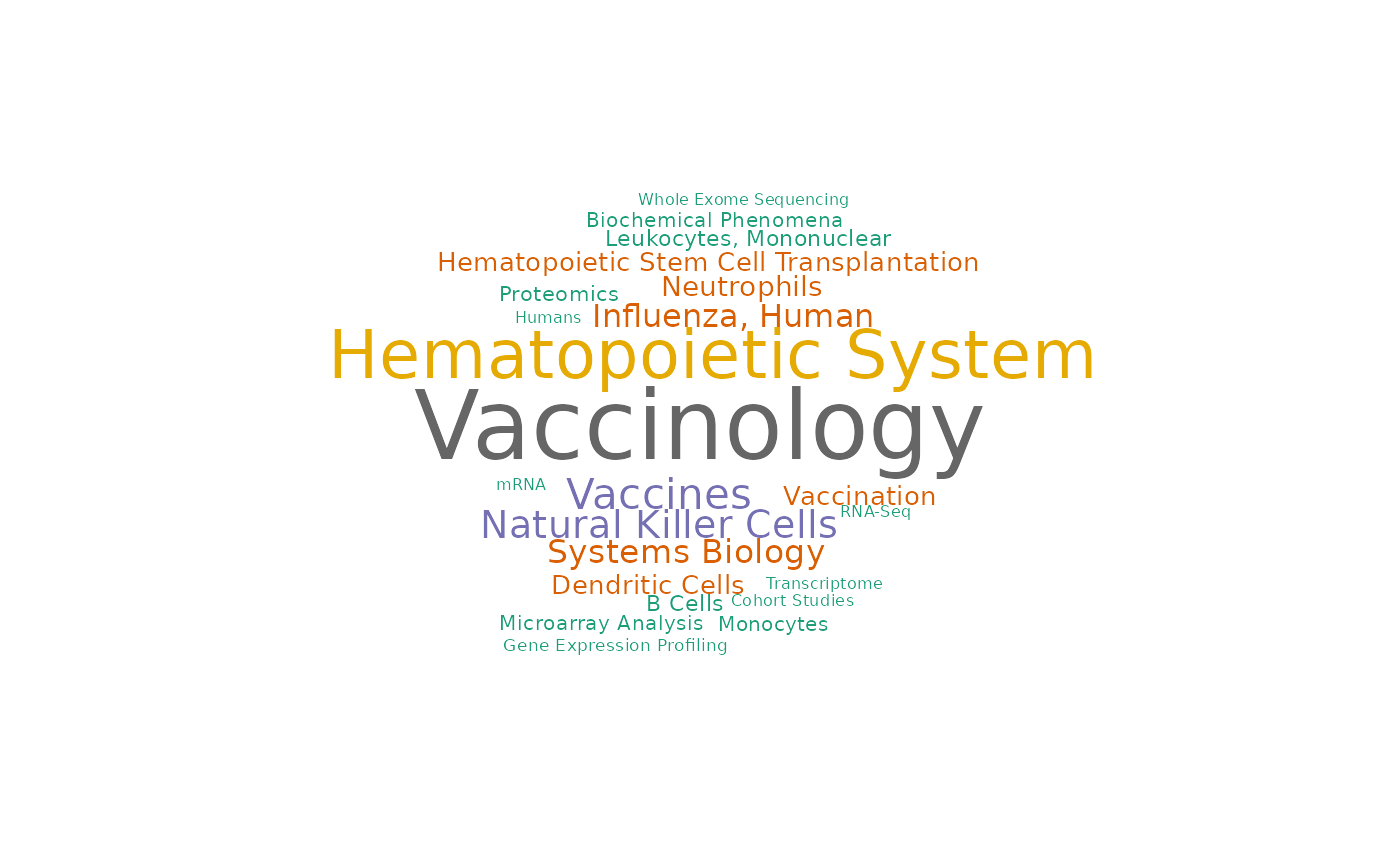 Whole Exome Sequencing
Biochemical Phenomena
Leukocytes, Mononuclear
Hematopoietic Stem Cell Transplantation
Neutrophils
Proteomics
Humans
Influenza, Human
Hematopoietic System
Vaccinology
mRNA
Vaccines
Vaccination
RNA-Seq
Natural Killer Cells
Systems Biology
Dendritic Cells
Transcriptome
B Cells
Cohort Studies
Microarray Analysis
Monocytes
Gene Expression Profiling